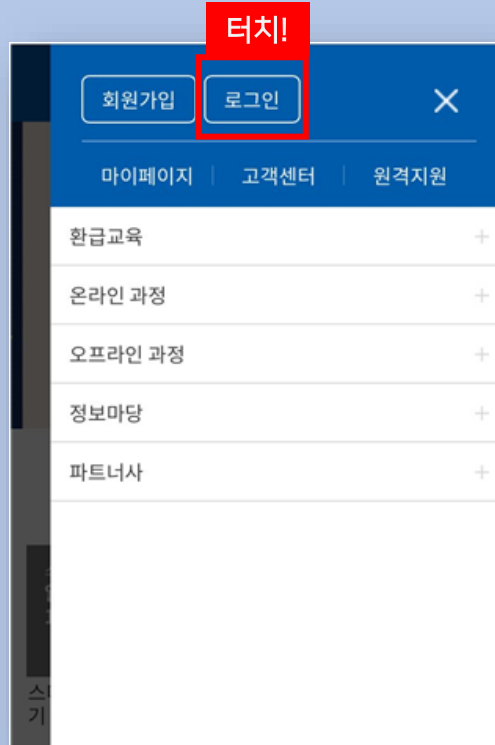 터치!
회원가입 로그인
마이페이지 고객센터 원격지원
환급교육
온라인 과정
오프라인 과정
정보마당
파트너사
기